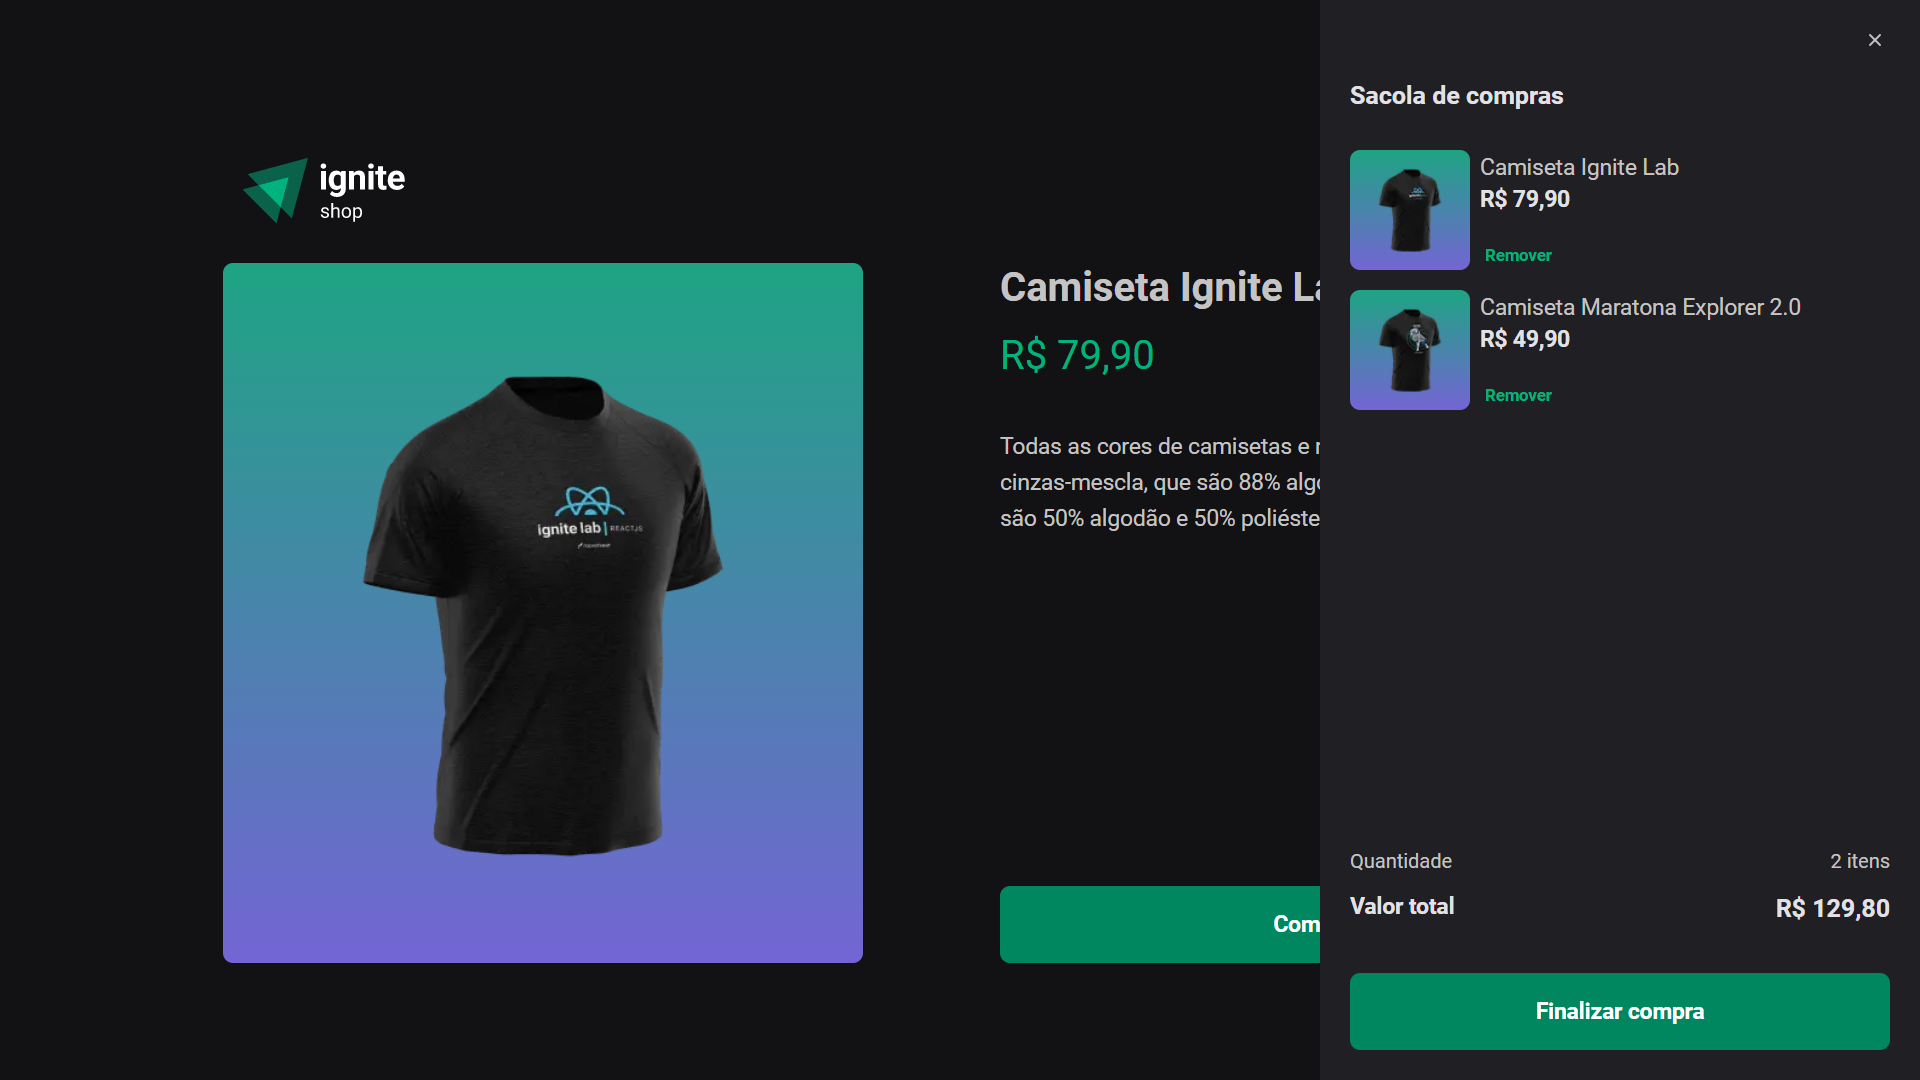 ignite
shop
Camiseta Ignite La
R$ 79,90
Todas as cores de camisetas e
cinzas-mescla, que são 88% algo
são 50% algodão e 50% poliéste
ignite lab | REACTJS
Com
Sacola de compras
Camiseta Ignite Lab
R$ 79,90
Remover
Camiseta Maratona Explorer 2.0
R$ 49,90
Remover
Quantidade
2 itens
Valor total
R$ 129,80
Finalizar compra